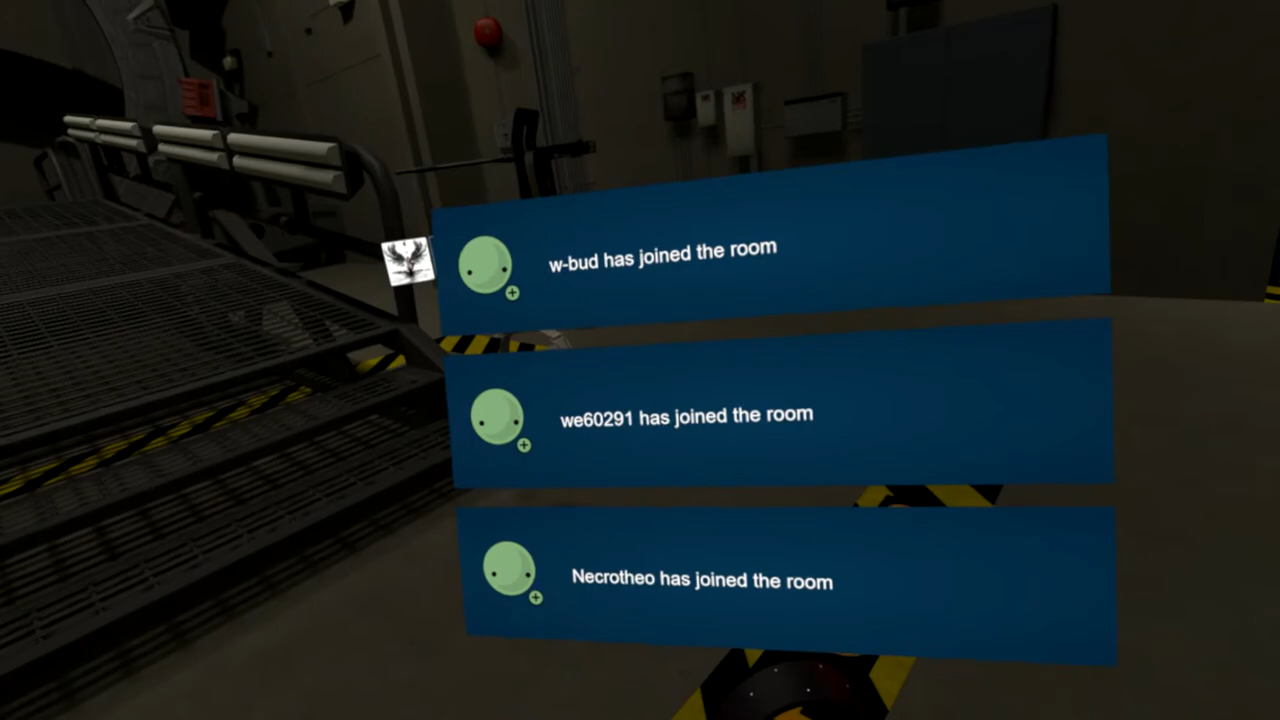 w-bud has joined the room
we60291 has joined the room
Necrotheo has joined the room